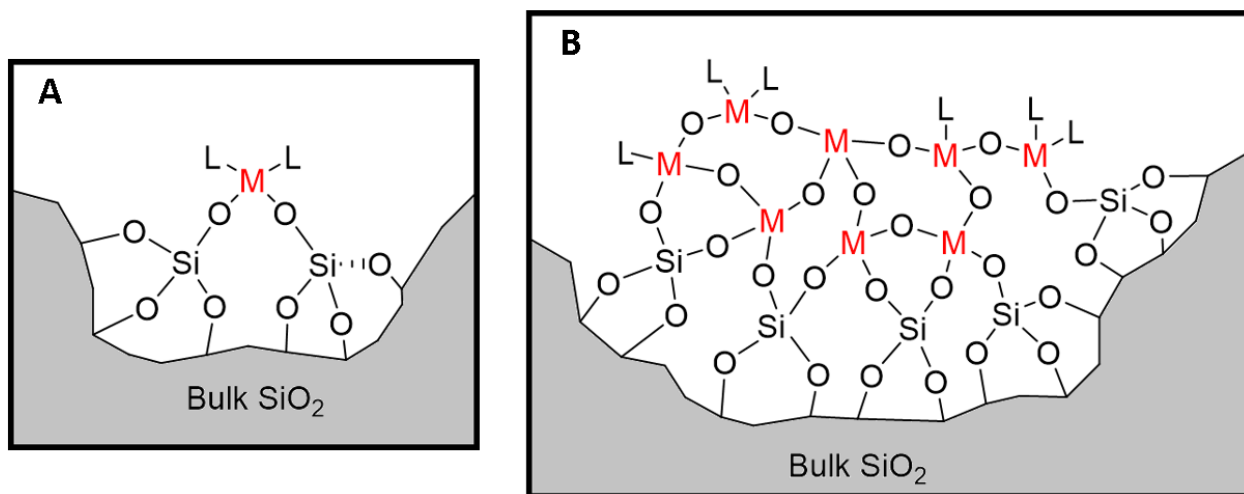 A
L L
M
O O
O Si Si O
O O O O
Bulk SiO₂
B
L L
M L L
O O M O M O M L
L M O O O O O Si O O
O M M O M O
Si O O O O O O
O O Si Si Si O
O O O O O O
Bulk SiO₂